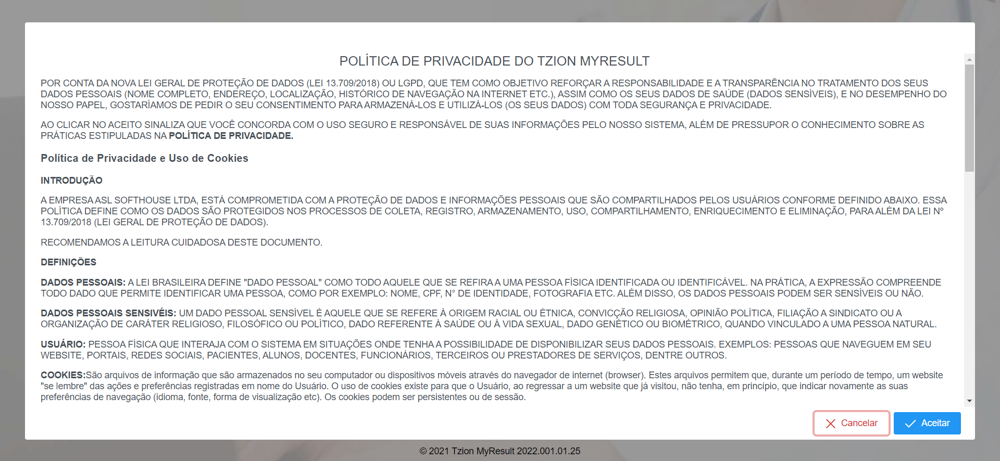 POLÍTICA DE PRIVACIDADE DO TZION MYRESULT
POR CONTA DA NOVA LEI GERAL DE PROTEÇÃO DE DADOS (LEI 13.709/2018) OU LGPD, QUE TEM COMO OBJETIVO REFORÇAR A RESPONSABILIDADE E A TRANSPARÊNCIA NO TRATAMENTO DOS SEUS
DADOS PESSOAIS (NOME COMPLETO, ENDEREÇO, LOCALIZAÇÃO, HISTÓRICO DE NAVEGAÇÃO NA INTERNET ETC.), ASSIM COMO OS SEUS DADOS DE SAÚDE (DADOS SENSÍVEIS), E NO DESEMPENHO DO
NOSSO PAPEL, GOSTARÍAMOS DE PEDIR O SEU CONSENTIMENTO PARA ARMAZENÁ-LOS E UTILIZÁ-LOS (OS SEUS DADOS) COM TODA SEGURANÇA E PRIVACIDADE.
AO CLICAR NO ACEITO SINALIZA QUE VOCÊ CONCORDA COM O USO SEGURO E RESPONSÁVEL DE SUAS INFORMAÇÕES PELO NOSSO SISTEMA, ALÉM DE PRESSUPOR O CONHECIMENTO SOBRE AS
PRÁTICAS ESTIPULADAS NA POLÍTICA DE PRIVACIDADE.
Política de Privacidade e Uso de Cookies
INTRODUÇÃO
A EMPRESA ASL SOFTHOUSE LTDA, ESTÁ COMPROMETIDA COM A PROTEÇÃO DE DADOS E INFORMAÇÕES PESSOAIS QUE SÃO COMPARTILHADOS PELOS USUÁRIOS CONFORME DEFINIDO ABAIXO. ESSA
POLÍTICA DEFINE COMO OS DADOS SÃO PROTEGIDOS NOS PROCESSOS DE COLETA, REGISTRO, ARMAZENAMENTO, USO, COMPARTILHAMENTO, ENRIQUECIMENTO E ELIMINAÇÃO, PARA ALÉM DA LEI Nº
13.709/2018 (LEI GERAL DE PROTEÇÃO DE DADOS).
RECOMENDAMOS A LEITURA CUIDADOSA DESTE DOCUMENTO.
DEFINIÇÕES
DADOS PESSOAIS: A LEI BRASILEIRA DEFINE "DADO PESSOAL" COMO TODO AQUELE QUE SE REFIRA A UMA PESSOA FÍSICA IDENTIFICADA OU IDENTIFICÁVEL. NA PRÁTICA, A EXPRESSÃO COMPREENDE
TODO DADO QUE PERMITE IDENTIFICAR UMA PESSOA, COMO POR EXEMPLO: NOME, CPF, N° DE IDENTIDADE, FOTOGRAFIA ETC. ALÉM DISSO, OS DADOS PESSOAIS PODEM SER SENSÍVEIS OU NÃO.
DADOS PESSOAIS SENSIVÉIS: UM DADO PESSOAL SENSÍVEL É AQUELE QUE SE REFERE À ORIGEM RACIAL OU ÉTNICA, CONVICÇÃO RELIGIOSA, OPINIÃO POLÍTICA, FILIAÇÃO A SINDICATO OU A
ORGANIZAÇÃO DE CARÁTER RELIGIOSO, FILOSÓFICO OU POLÍTICO, DADO REFERENTE À SAÚDE OU À VIDA SEXUAL, DADO GENÉTICO OU BIOMÉTRICO, QUANDO VINCULADO A UMA PESSOA NATURAL.
USUÁRIO: PESSOA FÍSICA QUE INTERAJA COM O SISTEMA EM SITUAÇÕES ONDE TENHA A POSSIBILIDADE DE DISPONIBILIZAR SEUS DADOS PESSOAIS. EXEMPLOS: PESSOAS QUE NAVEGUEM EM SEU
WEBSITE, PORTAIS, REDES SOCIAIS, PACIENTES, ALUNOS, DOCENTES, FUNCIONÁRIOS, TERCEIROS OU PRESTADORES DE SERVIÇOS, DENTRE OUTROS.
COOKIES:São arquivos de informação que são armazenados no seu computador ou dispositivos móveis através do navegador de internet (browser). Estes arquivos permitem que, durante um período de tempo, um website
"se lembre" das ações e preferências registradas em nome do Usuário. O uso de cookies existe para que o Usuário, ao regressar a um website que já visitou, não tenha, em princípio, que indicar novamente as suas
preferências de navegação (idioma, fonte, forma de visualização etc). Os cookies podem ser persistentes ou de sessão.
Cancelar
Aceitar
© 2021 Tzion MyResult 2022.001.01.25